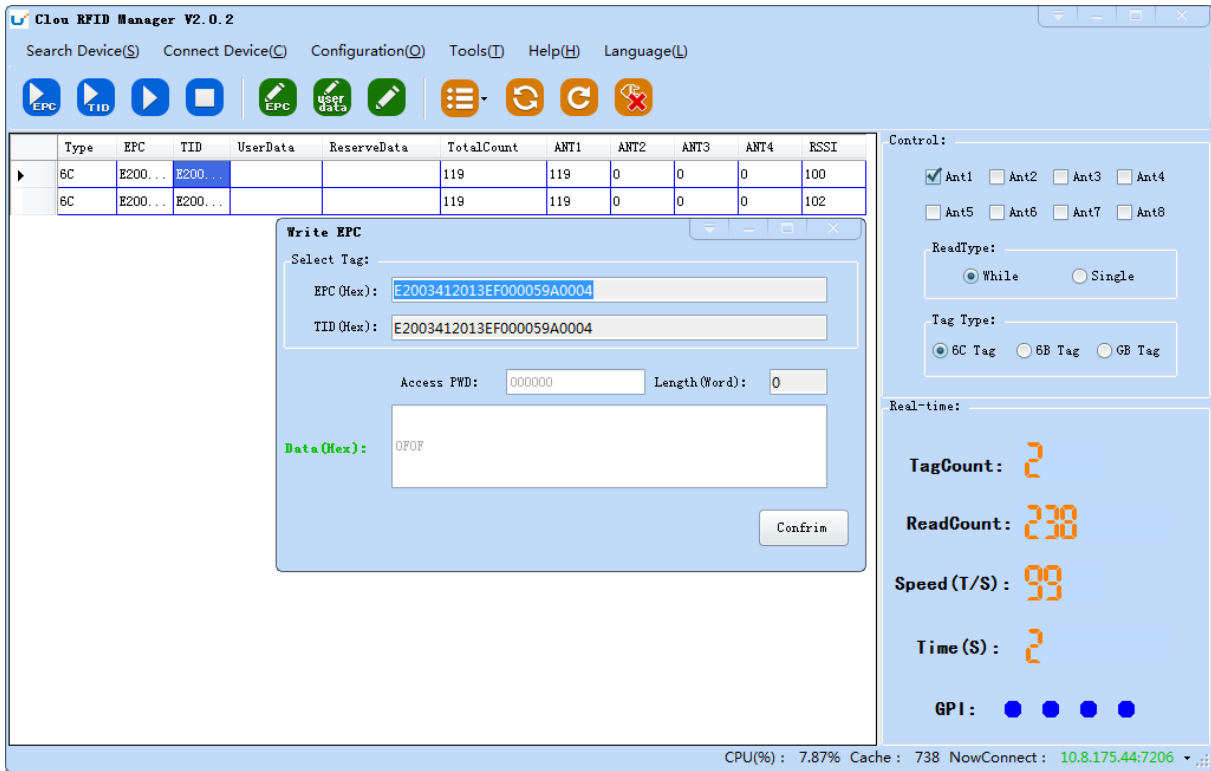 Clou RFID Manager V2.0.2
Search Device(S) Connect Device(C) Configuration(O) Tools(T) Help(H) Language(L)
EPC TID EPC user data
Type EPC TID UserData ReserveData TotalCount ANT1 ANT2 ANT3 ANT4 RSSI
6C E200... E200... 119 119 0 0 0 100
6C E200... E200... 119 119 0 0 0 102
Write EPC
Select Tag:
EPC(Hex): E2003412013EF000059A0004
TID(Hex): E2003412013EF000059A0004
Access PWD: 000000 Length(Word): 0
Data(Hex): 0F0F
Confrim
Control:
Ant1 Ant2 Ant3 Ant4
Ant5 Ant6 Ant7 Ant8
ReadType:
While Single
Tag Type:
6C Tag 6B Tag GB Tag
Real-time:
TagCount: 2
ReadCount: 238
Speed(T/S): 99
Time(S): 2
GPI:
CPU(%) : 7.87% Cache : 738 NowConnect : 10.8.175.44:7206